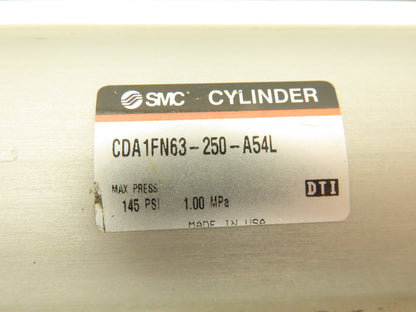 SMC CYLINDER
CDA1FN63-250-A54L
MAX PRESS
145 PSI 1.00 MPa
DTI
MADE IN USA